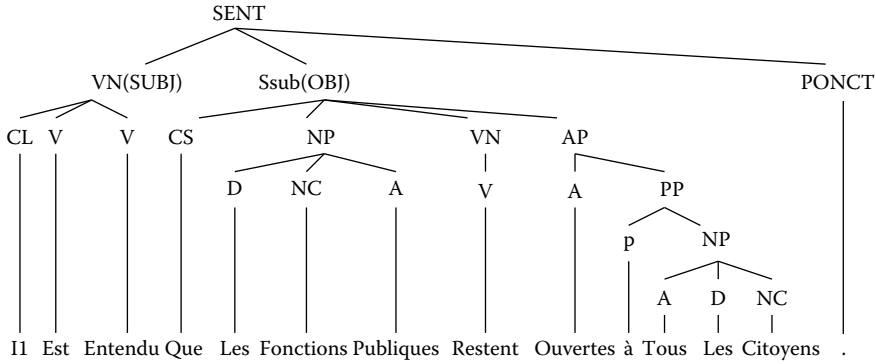 SENT
VN(SUBJ) Ssub(OBJ) PONCT
CL V V CS NP VN AP
D NC A V A PP
p NP
A D NC
I1 Est Entendu Que Les Fonctions Publiques Restent Ouvertes à Tous Les Citoyens .